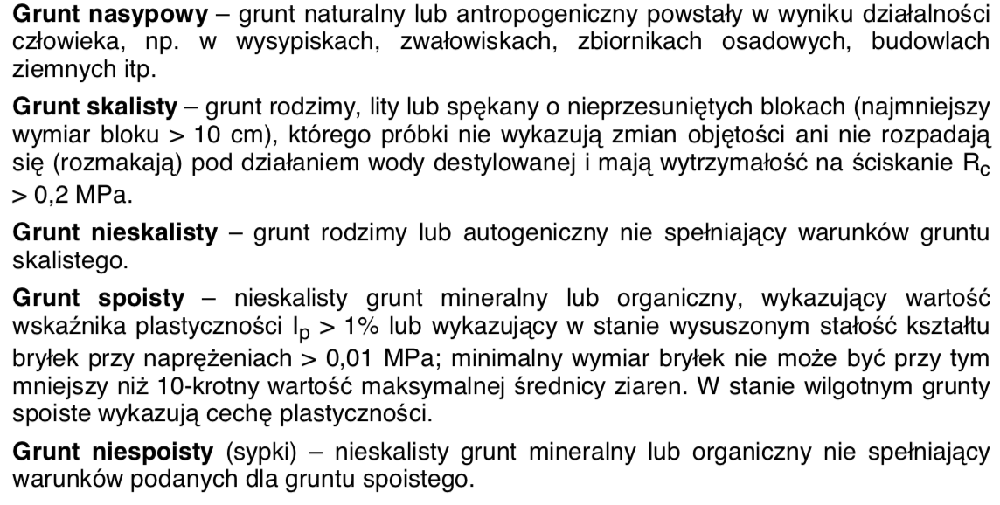 Grunt nasypowy – grunt naturalny lub antropogeniczny powstały w wyniku działalności
człowieka, np. w wysypiskach, zwałowiskach, zbiornikach osadowych, budowlach
ziemnych itp.
Grunt skalisty – grunt rodzimy, lity lub spękany o nieprzesuniętych blokach (najmniejszy
wymiar bloku > 10 cm), którego próbki nie wykazują zmian objętości ani nie rozpadają
się (rozmakają) pod działaniem wody destylowanej i mają wytrzymałość na ściskanie Rc
> 0,2 MPa.
Grunt nieskalisty – grunt rodzimy lub autogeniczny nie spełniający warunków gruntu
skalistego.
Grunt spoisty – nieskalisty grunt mineralny lub organiczny, wykazujący wartość
wskaźnika plastyczności Ip > 1% lub wykazujący w stanie wysuszonym stałość kształtu
bryłek przy naprężeniach > 0,01 MPa; minimalny wymiar bryłek nie może być przy tym
mniejszy niż 10-krotny wartość maksymalnej średnicy ziaren. W stanie wilgotnym grunty
spoiste wykazują cechę plastyczności.
Grunt niespoisty (sypki) – nieskalisty grunt mineralny lub organiczny nie spełniający
warunków podanych dla gruntu spoistego.